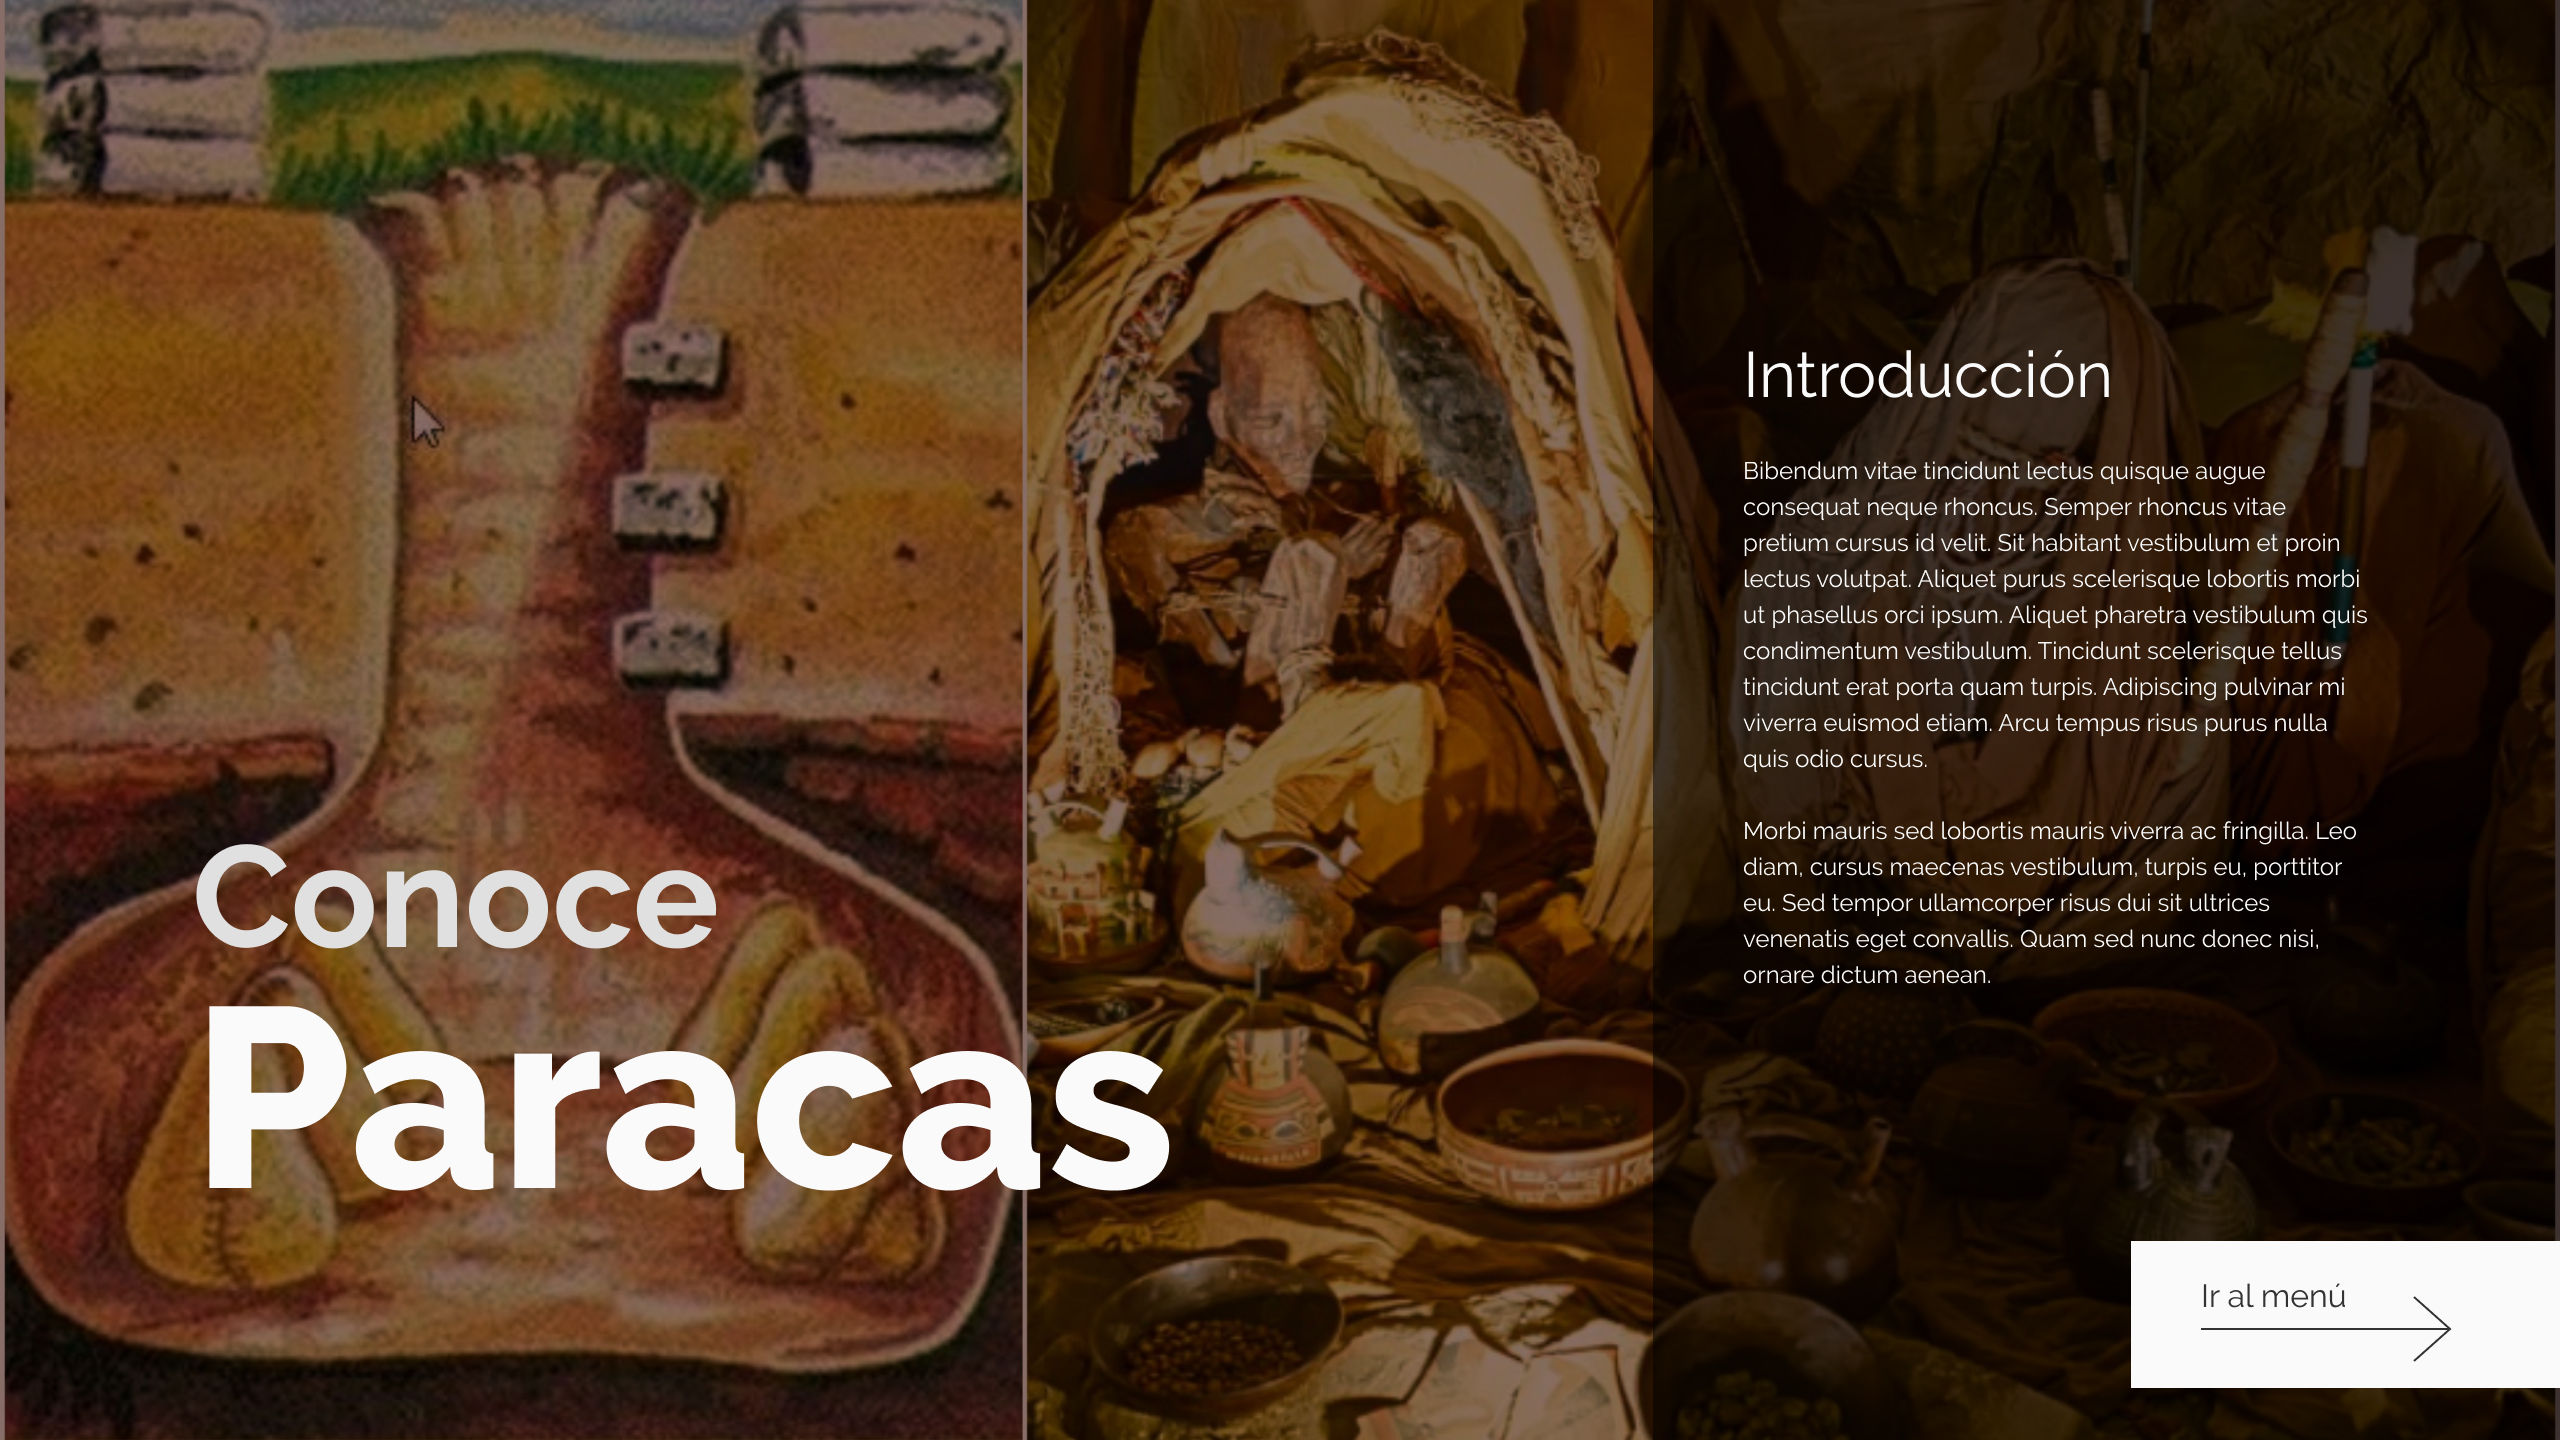 Conoce
Paracas
Introducción
Bibendum vitae tincidunt lectus quisque augue
consequat neque rhoncus. Semper rhoncus vitae
pretium cursus id velit. Sit habitant vestibulum et proin
lectus volutpat. Aliquet purus scelerisque lobortis morbi
ut phasellus orci ipsum. Aliquet pharetra vestibulum quis
condimentum vestibulum. Tincidunt scelerisque tellus
tincidunt erat porta quam turpis. Adipiscing pulvinar mi
viverra euismod etiam. Arcu tempus risus purus nulla
quis odio cursus.
Morbi mauris sed lobortis mauris viverra ac fringilla. Leo
diam, cursus maecenas vestibulum, turpis eu, porttitor
eu. Sed tempor ullamcorper risus dui sit ultrices
venenatis eget convallis. Quam sed nunc donec nisi,
ornare dictum aenean.
Ir al menú